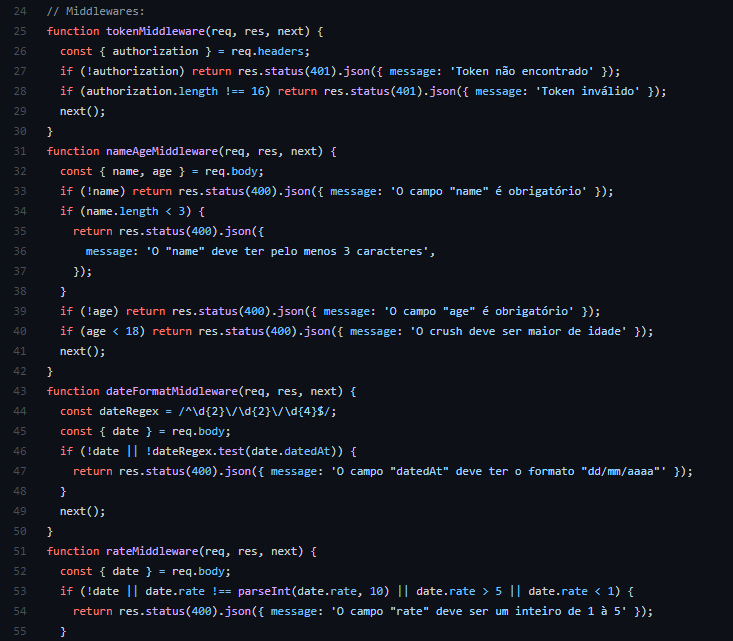 24 // Middlewares:
25 function tokenMiddleware(req, res, next) {
26   const { authorization } = req.headers;
27   if (!authorization) return res.status(401).json({ message: 'Token não encontrado' });
28   if (authorization.length !== 16) return res.status(401).json({ message: 'Token inválido' });
29   next();
30 }
31 function nameAgeMiddleware(req, res, next) {
32   const { name, age } = req.body;
33   if (!name) return res.status(400).json({ message: 'O campo "name" é obrigatório' });
34   if (name.length < 3) {
35     return res.status(400).json({
36       message: 'O "name" deve ter pelo menos 3 caracteres',
37     });
38   }
39   if (!age) return res.status(400).json({ message: 'O campo "age" é obrigatório' });
40   if (age < 18) return res.status(400).json({ message: 'O crush deve ser maior de idade' });
41   next();
42 }
43 function dateFormatMiddleware(req, res, next) {
44   const dateRegex = /^\d{2}\/\d{2}\/\d{4}$/;
45   const { date } = req.body;
46   if (!date || !dateRegex.test(date.datedAt)) {
47     return res.status(400).json({ message: 'O campo "datedAt" deve ter o formato "dd/mm/aaaa"' });
48   }
49   next();
50 }
51 function rateMiddleware(req, res, next) {
52   const { date } = req.body;
53   if (!date || date.rate !== parseInt(date.rate, 10) || date.rate > 5 || date.rate < 1) {
54     return res.status(400).json({ message: 'O campo "rate" deve ser um inteiro de 1 à 5' });
55   }